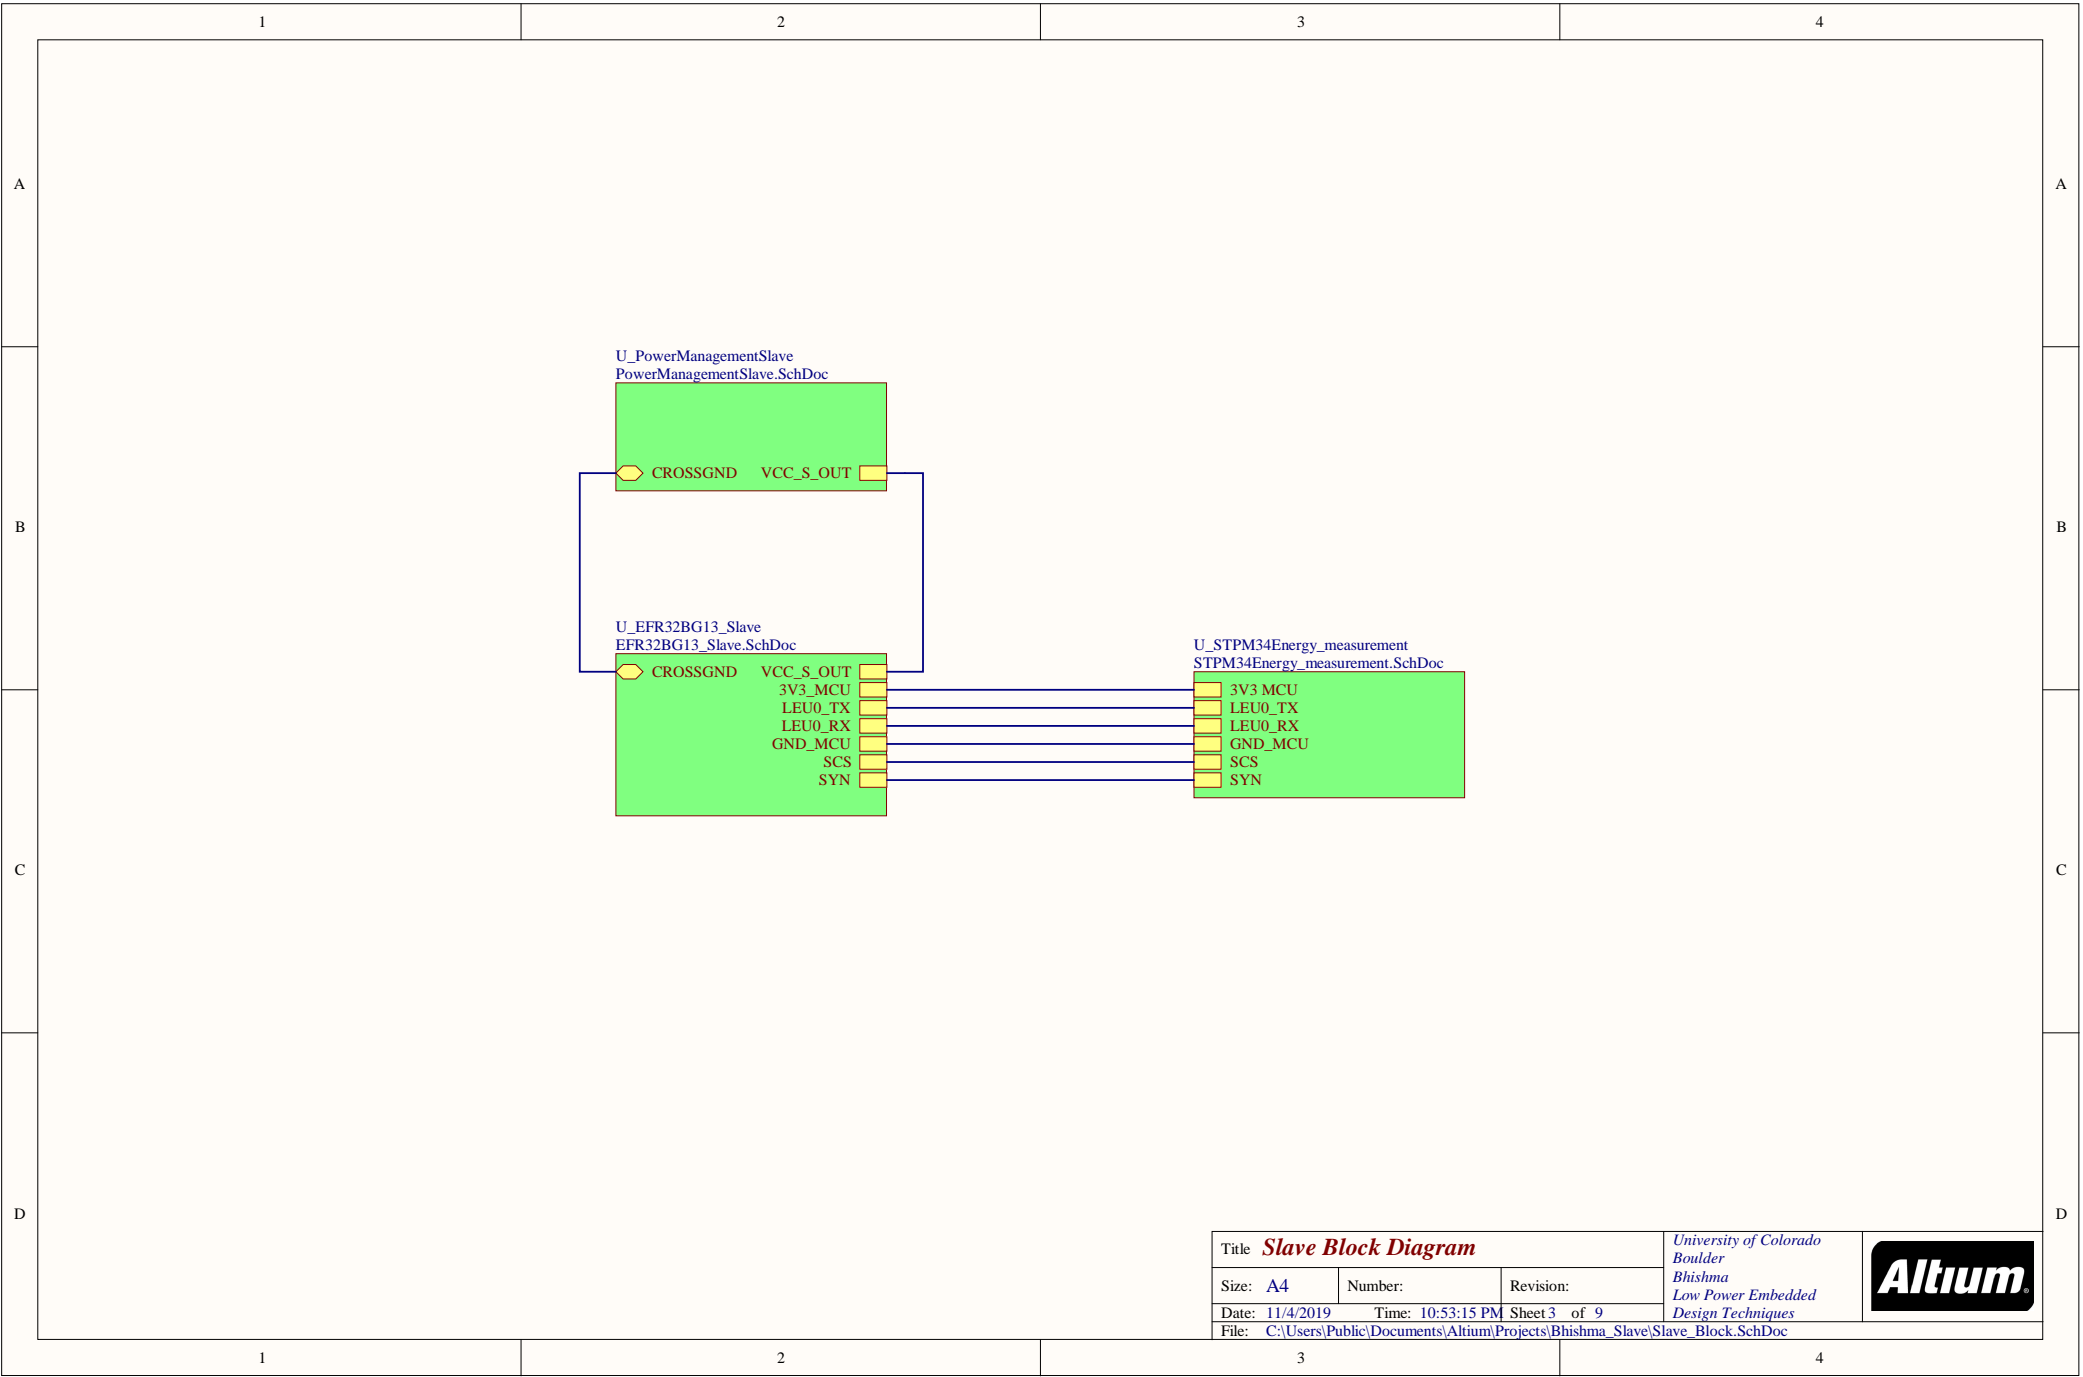 1 2 3 4
A A
U_PowerManagementSlave
PowerManagementSlave.SchDoc
CROSSGND VCC_S_OUT
B B
U_EFR32BG13_Slave
EFR32BG13_Slave.SchDoc
CROSSGND VCC_S_OUT
3V3_MCU
LEU0_TX
LEU0_RX
GND_MCU
SCS
SYN
U_STPM34Energy_measurement
STPM34Energy_measurement.SchDoc
3V3 MCU
LEU0_TX
LEU0_RX
GND_MCU
SCS
SYN
C C
D D
Title Slave Block Diagram
Size: A4 Number: Revision:
Date: 11/4/2019 Time: 10:53:15 PM Sheet 3 of 9
File: C:\Users\Public\Documents\Altium\Projects\Bhishma_Slave\Slave_Block.SchDoc
University of Colorado
Boulder
Bhishma
Low Power Embedded
Design Techniques
Altium.
1 2 3 4